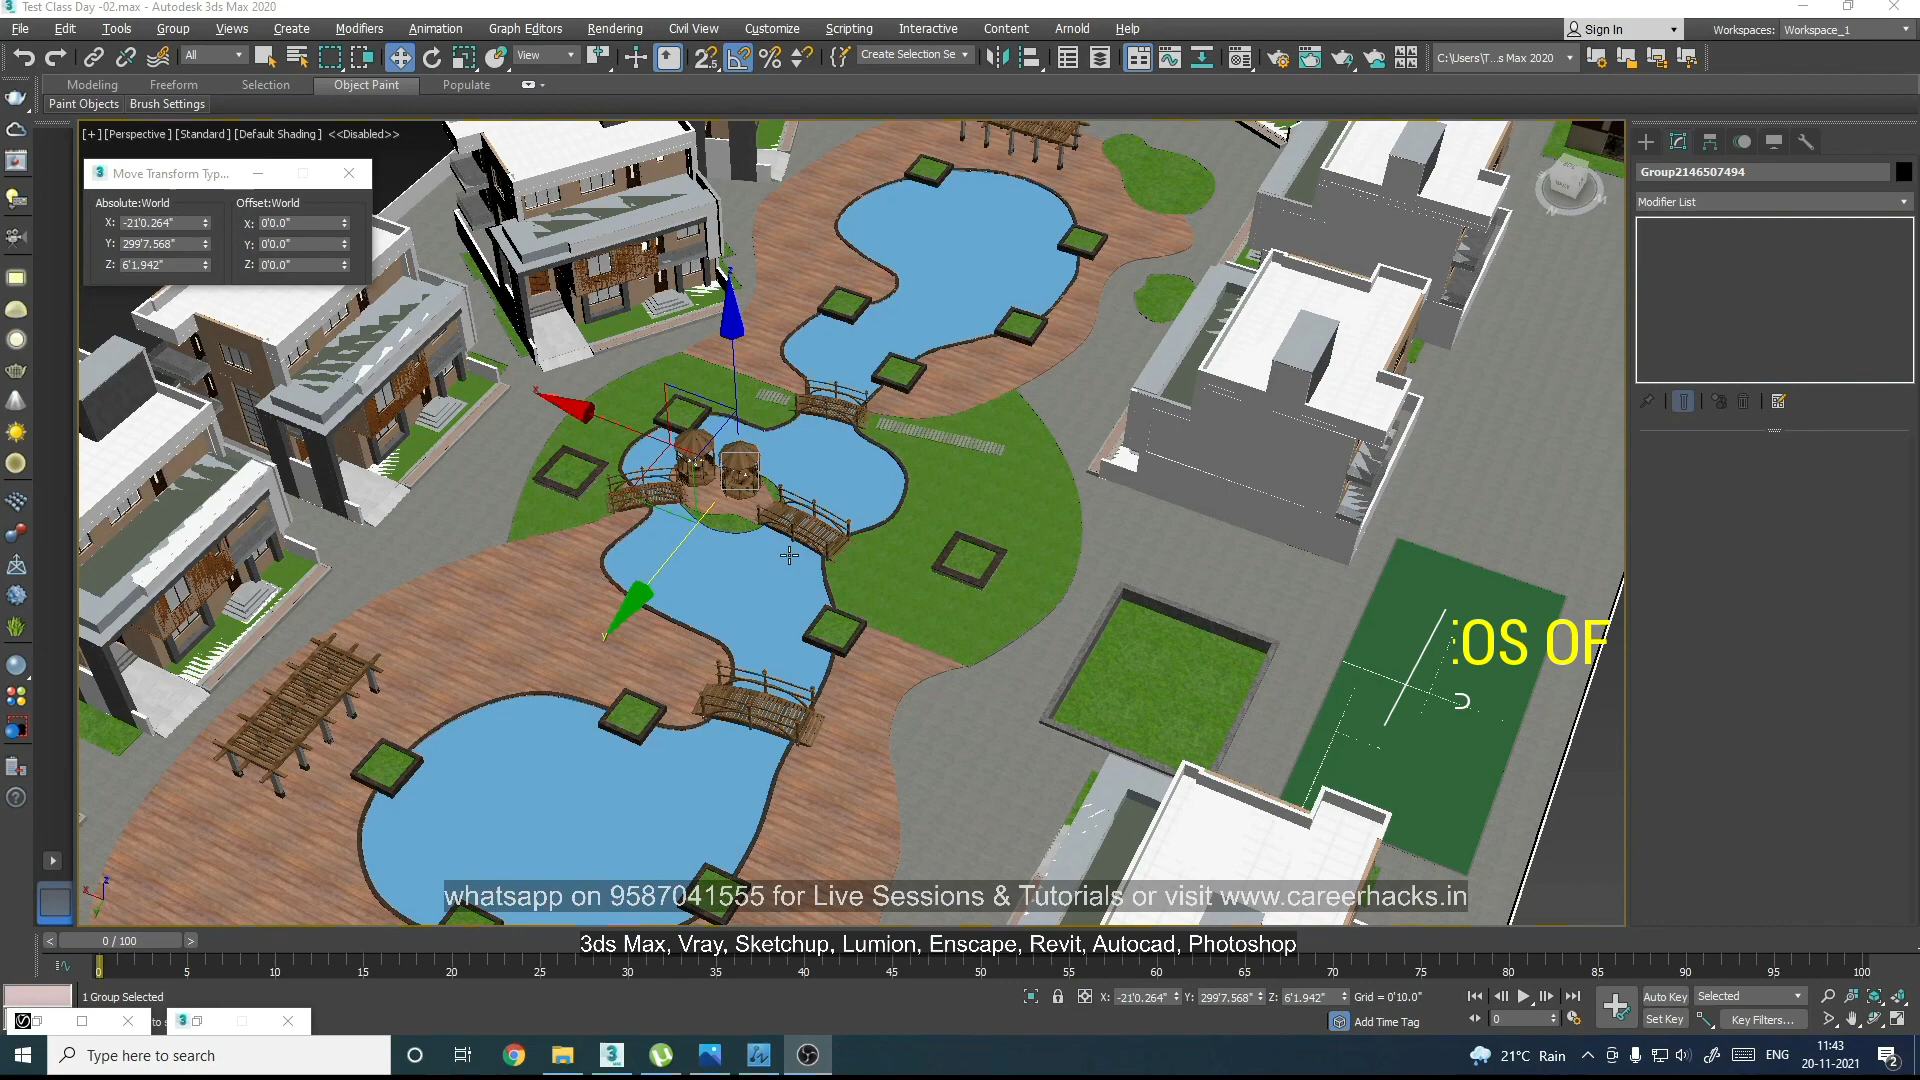 Test Class Day -02.max - Autodesk 3ds Max 2020
File Edit Tools Group Views Create Modifiers Animation Graph Editors Rendering Civil View Customize Scripting Interactive Content Arnold Help
Sign In
Workspaces: Workspace_1
All
View
Create Selection Se
C:\Users\T...s Max 2020
Modeling Freeform Selection Object Paint Populate
Paint Objects Brush Settings
[+] [Perspective] [Standard] [Default Shading] <<Disabled>>
Move Transform Typ...
Absolute:World Offset:World
X: -21'0.264" X: 0'0.0"
Y: 299'7.568" Y: 0'0.0"
Z: 6'1.942" Z: 0'0.0"
Group2146507494
Modifier List
z
x
y
EOS OF
whatsapp on 9587041555 for Live Sessions & Tutorials or visit www.careerhacks.in
3ds Max, Vray, Sketchup, Lumion, Enscape, Revit, Autocad, Photoshop
< 0 / 100 >
0 5 10 15 20 25 30 35 40 45 50 55 60 65 70 75 80 85 90 95 100
1 Group Selected
X: -21'0.264" Y: 299'7.568" Z: 6'1.942" Grid = 0'10.0"
Add Time Tag
0
Auto Key Selected
Set Key Key Filters...
Type here to search
21°C Rain
ENG
11:43
20-11-2021
2